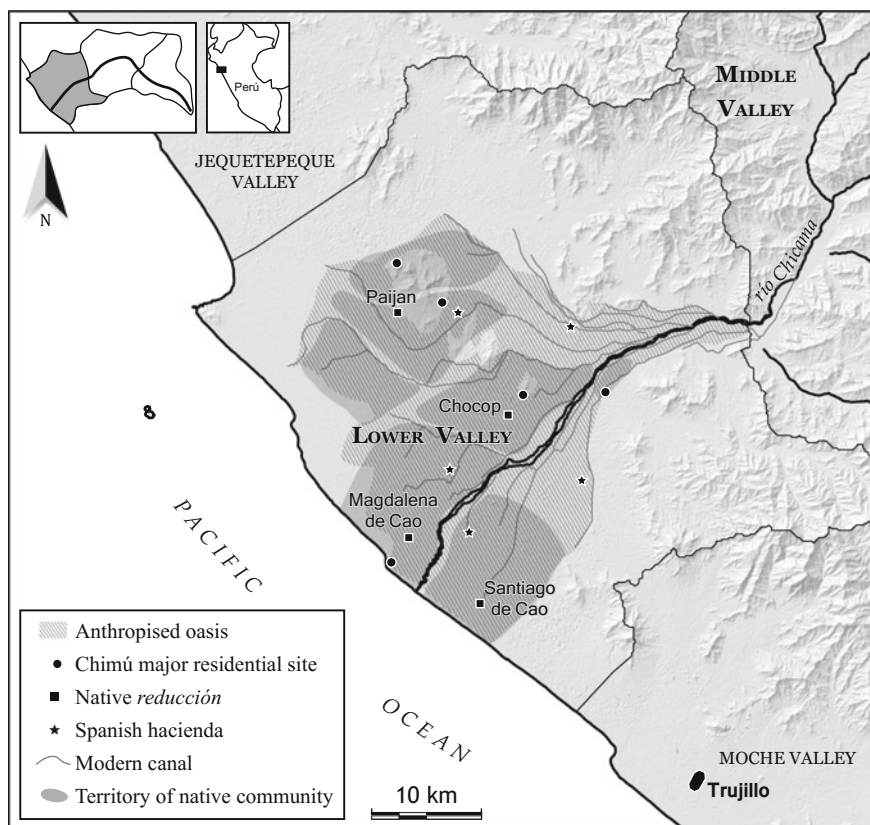 Perú
MIDDLE
VALLEY
JEQUETEPEQUE
VALLEY
N
río Chicama
Paijan
Chocop
LOWER VALLEY
Magdalena
de Cao
PACIFIC
Santiago
de Cao
Anthropised oasis
Chimú major residential site
Native reducción
Spanish hacienda
Modern canal
Territory of native community
OCEAN
10 km
MOCHE VALLEY
Trujillo